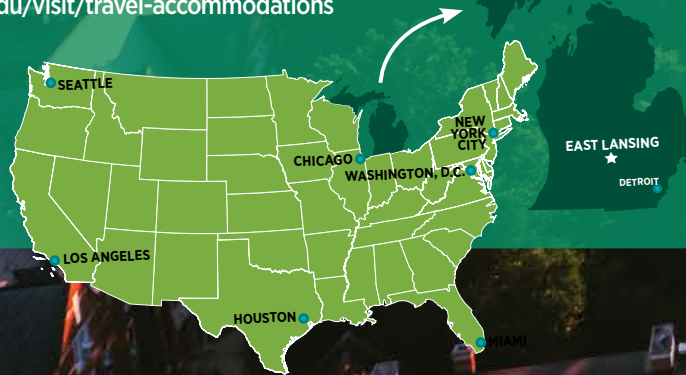 du/visit/travel-accommodations
SEATTLE
NEW
YORK
CITY
CHICAGO
WASHINGTON, D.C.
EAST LANSING
DETROIT
LOS ANGELES
HOUSTON
MIAMI